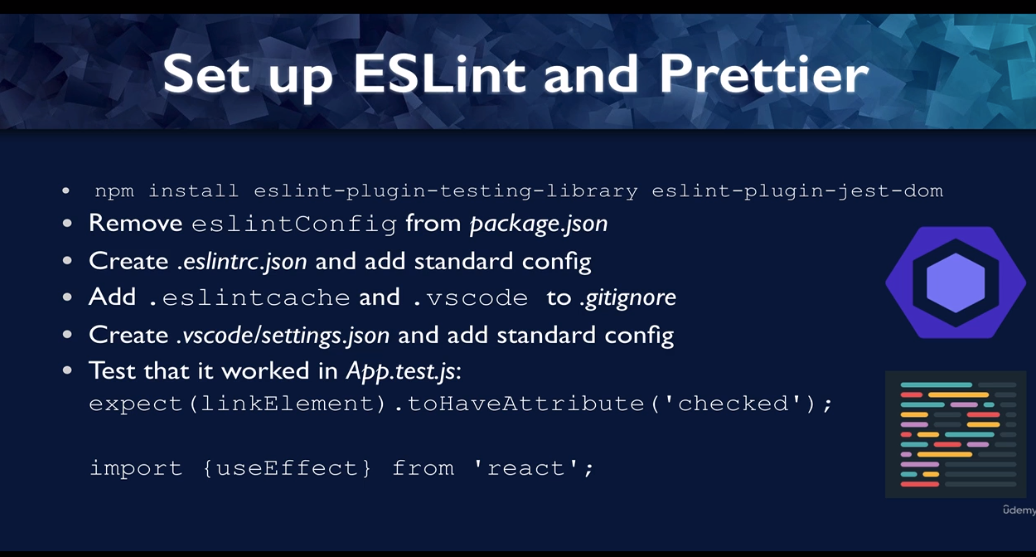 Set up ESLint and Prettier
• npm install eslint-plugin-testing-library eslint-plugin-jest-dom
• Remove eslintConfig from package.json
• Create .eslintrc.json and add standard config
• Add .eslintcache and .vscode to .gitignore
• Create .vscode/settings.json and add standard config
• Test that it worked in App.test.js:
expect(linkElement).toHaveAttribute('checked');
import {useEffect} from 'react';
ûdemy